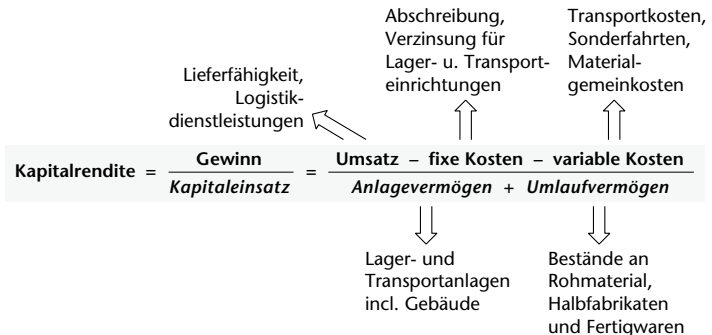 Abschreibung,
Verzinsung für
Lager- u. Transport-
einrichtungen
Transportkosten,
Sonderfahrten,
Material-
gemeinkosten
Lieferfähigkeit,
Logistik-
dienstleistungen
Kapitalrendite = Gewinn / Kapitaleinsatz = Umsatz – fixe Kosten – variable Kosten / Anlagevermögen + Umlaufvermögen
Lager- und
Transportanlagen
incl. Gebäude
Bestände an
Rohmaterial,
Halbfabrikaten
und Fertigwaren